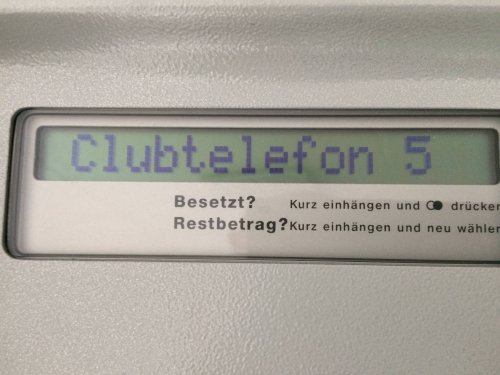 Clubtelefon 5
Besetzt? Kurz einhängen und drücken
Restbetrag? Kurz einhängen und neu wählen